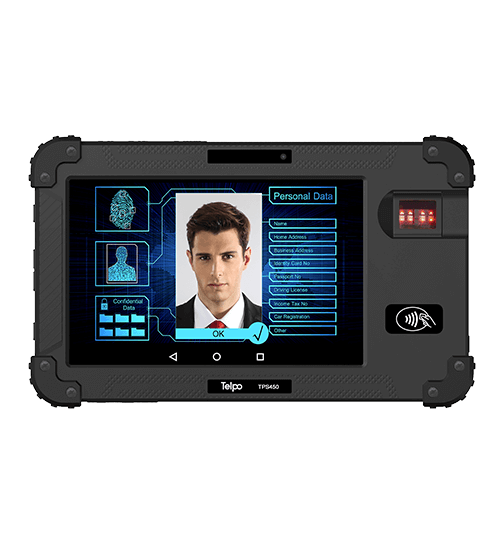 Personal Data
Name
Home Address
Business Address
Identity Card No
Passport No
Driving License
Income Tax No
Car Registration
Other
Confidential
Data
OK
Telpo TPS450